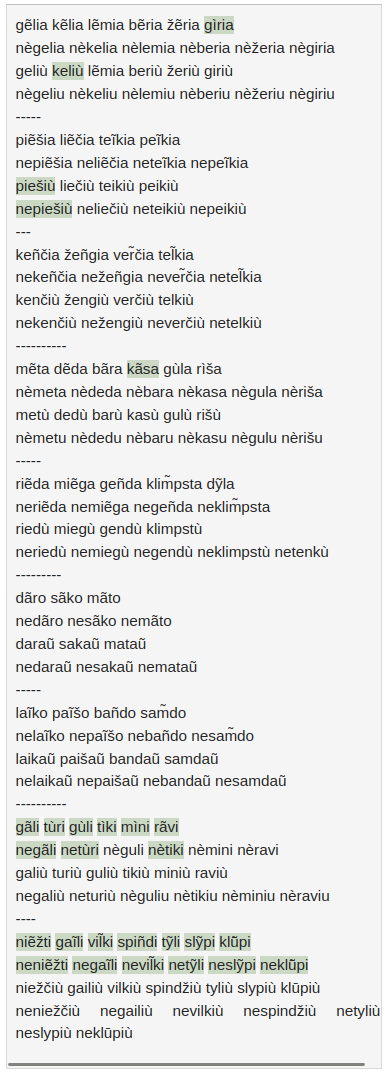 gẽlia kẽlia lẽmia bẽria žẽria gìria
nègelia nèkelia nèlemia nèberia nèžeria nègiria
geliù keliù lẽmia beriù žeriù giriù
nègeliu nèkeliu nèlemiu nèberiu nèžeriu nègiriu
-----
piẽšia liẽčia teĩkia peĩkia
nepiẽšia neliẽčia neteĩkia nepeĩkia
piešiù liečiù teikiù peikiù
nepiešiù neliečiù neteikiù nepeikiù
---
keñčia žeñgia ver̃čia tel̃kia
nekeñčia nežeñgia never̃čia netel̃kia
kenčiù žengiù verčiù telkiù
nekenčiù nežengiù neverčiù netelkiù
----------
mẽta dẽda bãra kãsa gùla rìša
nèmeta nèdeda nèbara nèkasa nègula nèriša
metù dedù barù kasù gulù rišù
nèmetu nèdedu nèbaru nèkasu nègulu nèrišu
-----
riẽda miẽga geñda klim̃psta dỹla
neriẽda nemiẽga negeñda neklim̃psta
riedù miegù gendù klimpstù
neriedù nemiegù negendù neklimpstù netenkù
---------
dãro sãko mãto
nedãro nesãko nemãto
daraũ sakaũ mataũ
nedaraũ nesakaũ nemataũ
-----
laĩko paĩšo bañdo sam̃do
nelaĩko nepaĩšo nebañdo nesam̃do
laikaũ paišaũ bandaũ samdaũ
nelaikaũ nepaišaũ nebandaũ nesamdaũ
----------
gãli tùri gùli tìki mìni rãvi
negãli netùri nèguli nètiki nèmini nèravi
galiù turiù guliù tikiù miniù raviù
negaliù neturiù nèguliu nètikiu nèminiu nèraviu
----
niẽžti gaĩli vil̃ki spiñdi tỹli slỹpi klũpi
neniẽžti negaĩli nevil̃ki netỹli neslỹpi neklũpi
niežčiù gailiù vilkiù spindžiù tyliù slypiù klūpiù
neniežčiù negailiù nevilkiù nespindžiù netyliù
neslypiù neklūpiù